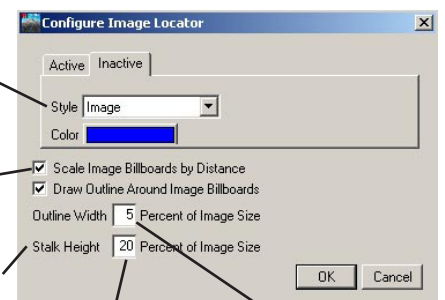 Configure Image Locator
Active Inactive
Style Image
Color
Scale Image Billboards by Distance
Draw Outline Around Image Billboards
Outline Width 5 Percent of Image Size
Stalk Height 20 Percent of Image Size
OK Cancel